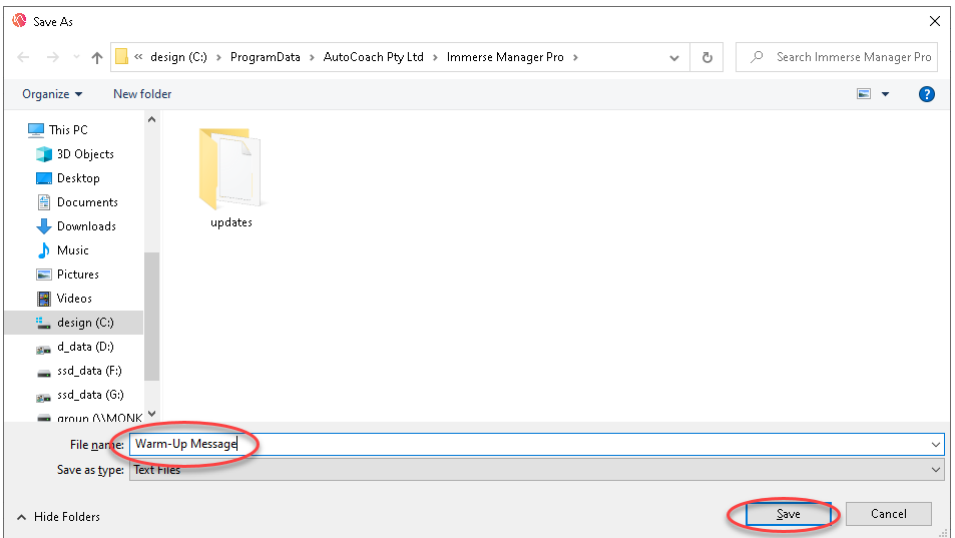 Save As
« design (C:) > ProgramData > AutoCoach Pty Ltd > Immerse Manager Pro >
Search Immerse Manager Pro
Organize
New folder
?
This PC
3D Objects
Desktop
Documents
Downloads
Music
Pictures
Videos
design (C:)
d_data (D:)
ssd_data (F:)
ssd_data (G:)
group (\\MONK
updates
File name: Warm-Up Message
Save as type: Text Files
Hide Folders
Save
Cancel